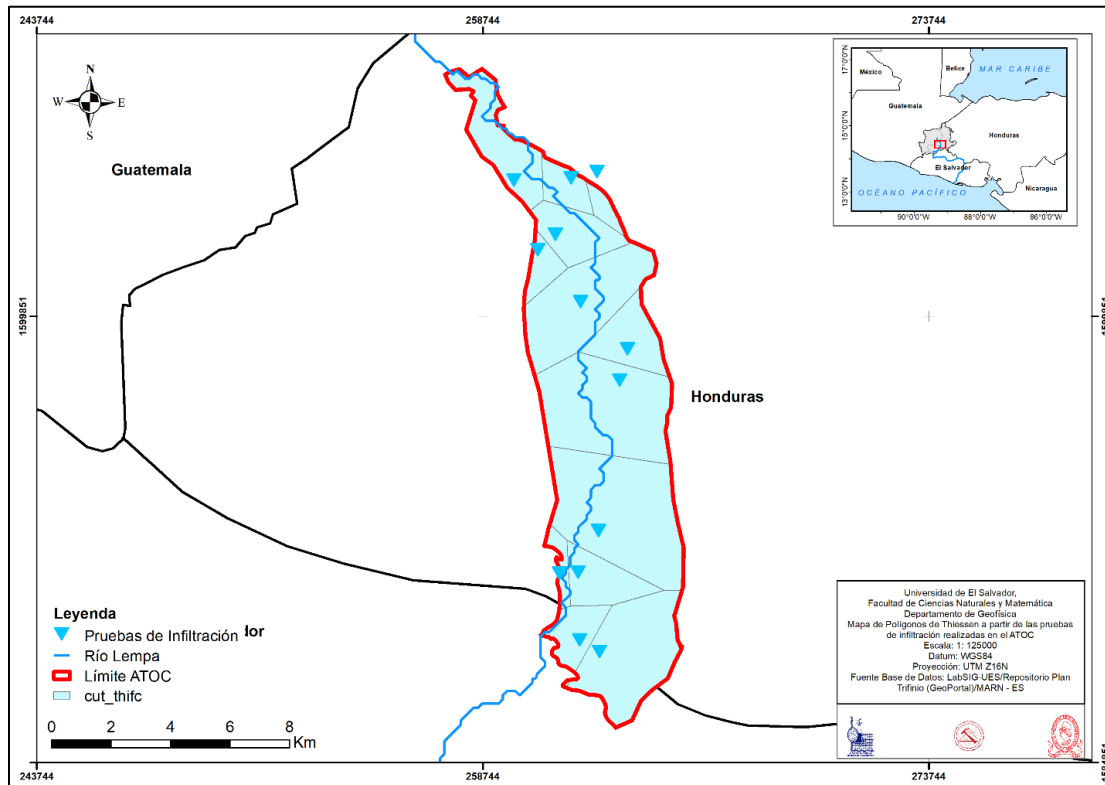 243744
258744
273744
N
W
E
S
Guatemala
Honduras
1599851
1599851
1584851
México
Belice
MAR CARIBE
Guatemala
Honduras
El Salvador
Nicaragua
OCÉANO PACÍFICO
17°0'0"N
15°0'0"N
13°0'0"N
90°0'0"W
88°0'0"W
86°0'0"W
Leyenda
Pruebas de Infiltración
dor
Río Lempa
Límite ATOC
cut_thifc
0 2 4 6 8
Km
Universidad de El Salvador,
Facultad de Ciencias Naturales y Matemática
Departamento de Geofísica
Mapa de Polígonos de Thiessen a partir de las pruebas
de infiltración realizadas en el ATOC
Escala: 1: 125000
Datum: WGS84
Proyección: UTM Z16N
Fuente Base de Datos: LabSIG-UES/Repositorio Plan
Trifinio (GeoPortal)/MARN - ES
243744
258744
273744